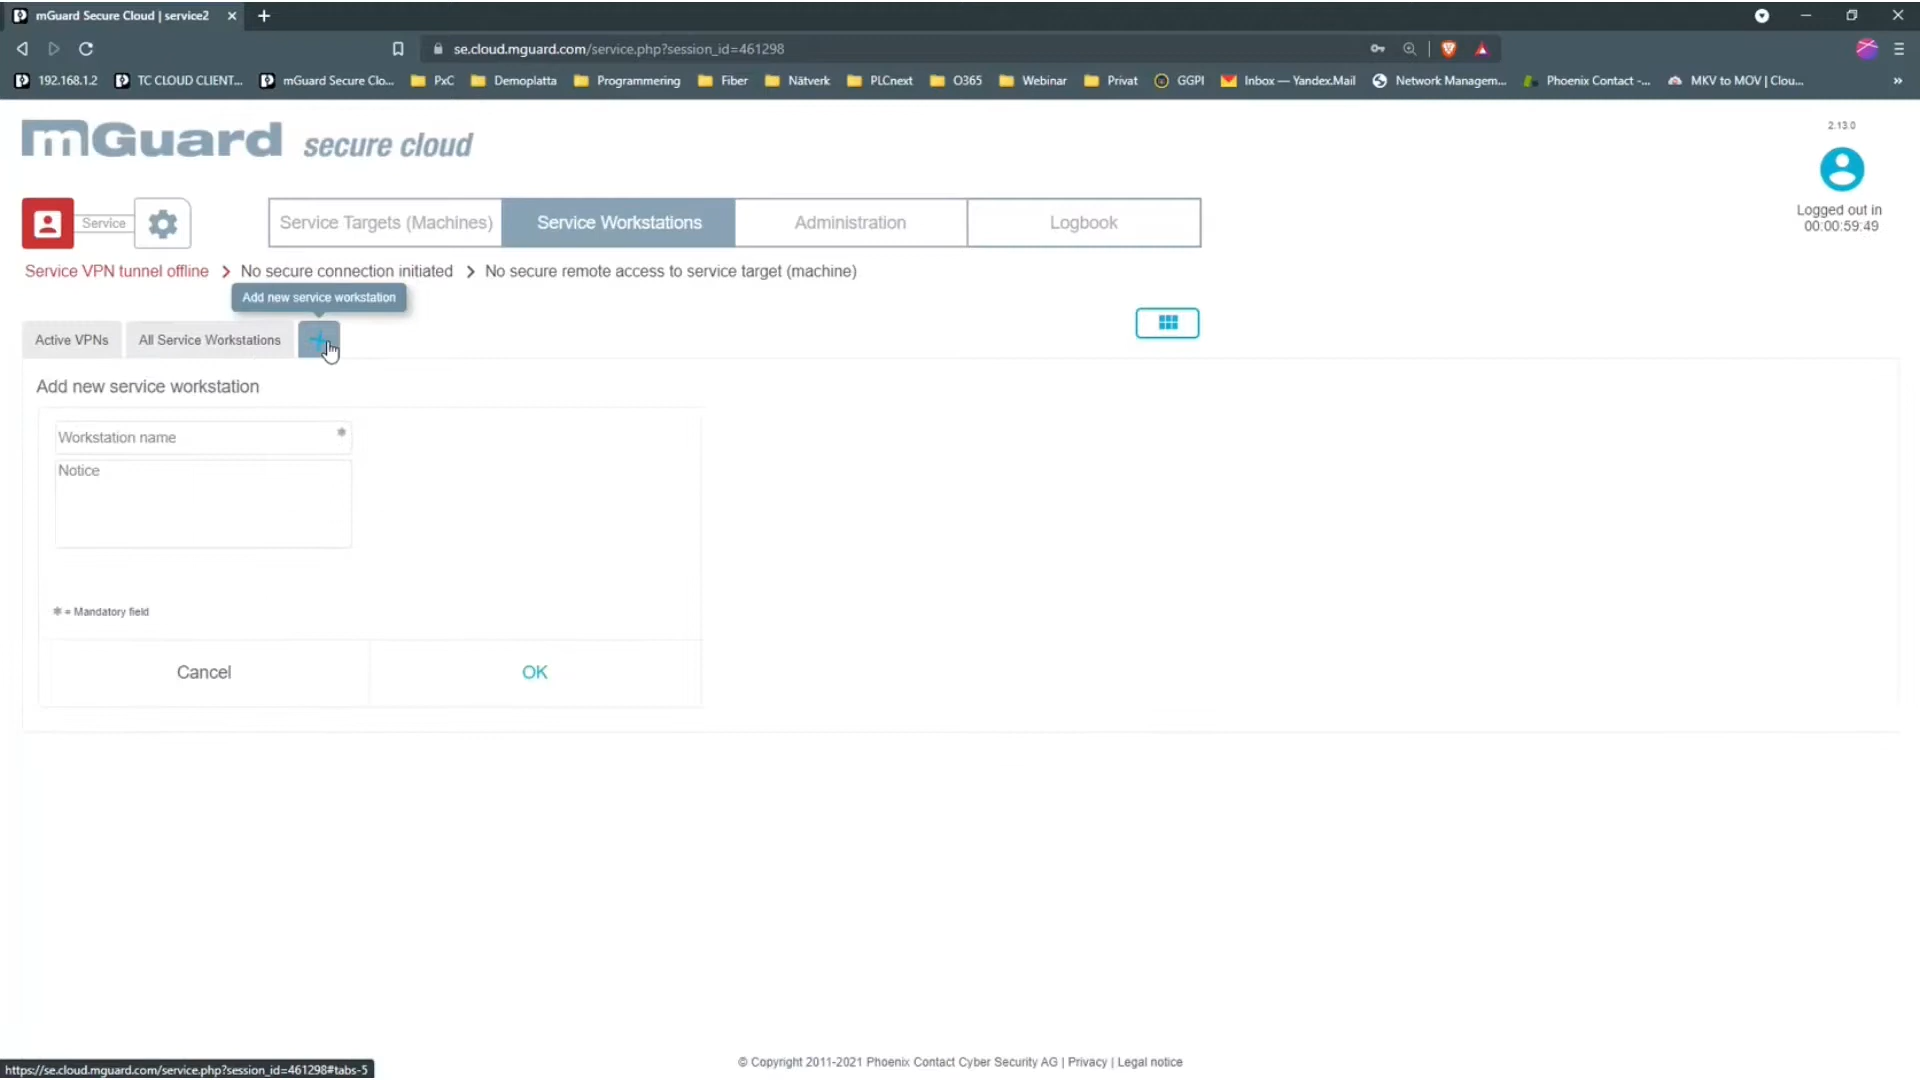 mGuard Secure Cloud | service2
se.cloud.mguard.com/service.php?session_id=461298
192.168.1.2 TC CLOUD CLIENT... mGuard Secure Clo... PxC Demoplatta Programmering Fiber Nätverk PLCnext O365 Webinar Privat GGPI Inbox — Yandex.Mail Network Managem... Phoenix Contact -... MKV to MOV | Clou... »
mGuard secure cloud
2.13.0
Service
Service Targets (Machines) Service Workstations Administration Logbook
Logged out in
00:00:59:49
Service VPN tunnel offline > No secure connection initiated > No secure remote access to service target (machine)
Add new service workstation
Active VPNs All Service Workstations +
Add new service workstation
Workstation name *
Notice
* = Mandatory field
Cancel OK
© Copyright 2011-2021 Phoenix Contact Cyber Security AG | Privacy | Legal notice
https://se.cloud.mguard.com/service.php?session_id=461298#tabs-5